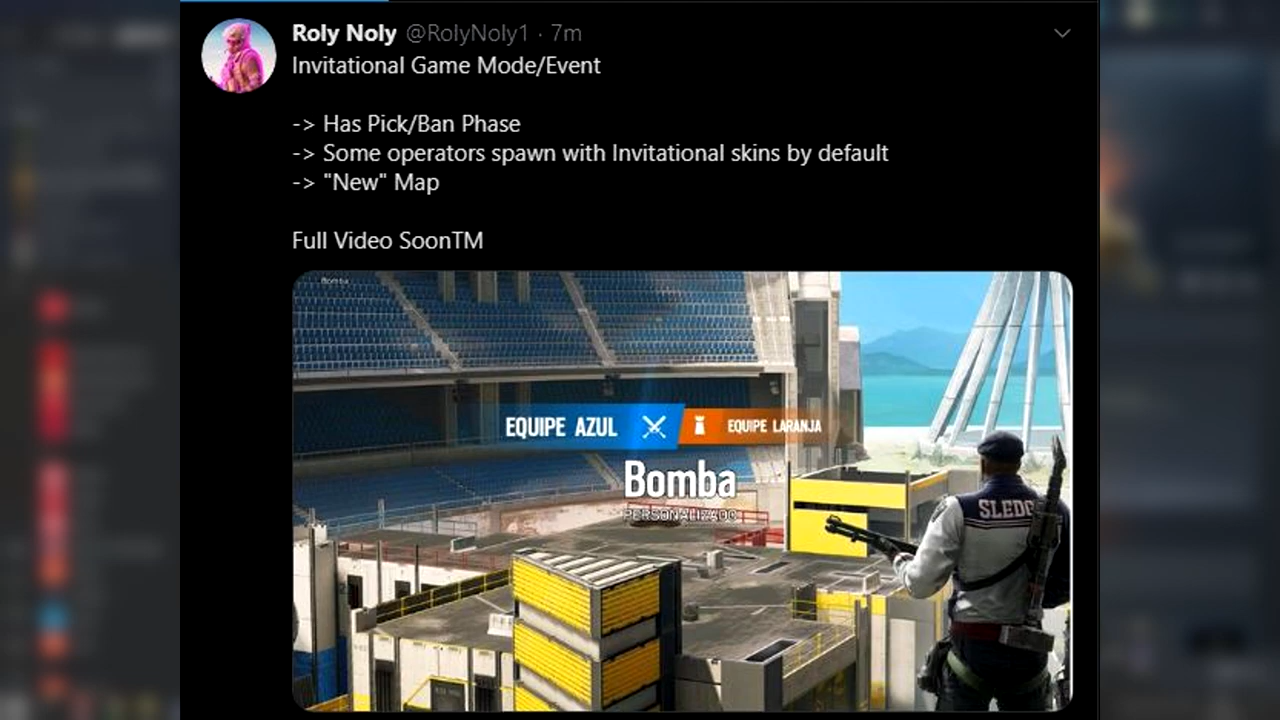 Roly Noly @RolyNoly1 · 7m
Invitational Game Mode/Event
-> Has Pick/Ban Phase
-> Some operators spawn with Invitational skins by default
-> "New" Map
Full Video SoonTM
Bomba
EQUIPE AZUL
EQUIPE LARANJA
Bomba
PERSONALIZADO
SLEDG